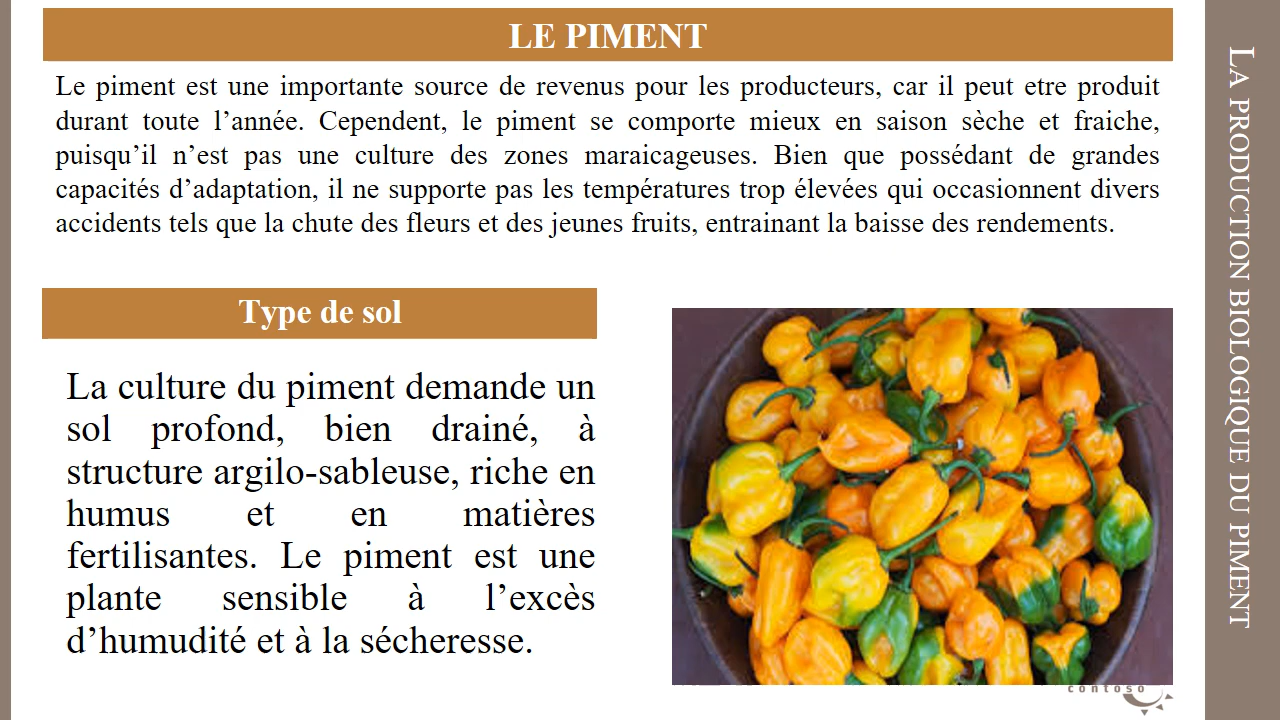 LE PIMENT
Le piment est une importante source de revenus pour les producteurs, car il peut etre produit
durant toute l’année. Cependent, le piment se comporte mieux en saison sèche et fraiche,
puisqu’il n’est pas une culture des zones maraicageuses. Bien que possédant de grandes
capacités d’adaptation, il ne supporte pas les températures trop élevées qui occasionnent divers
accidents tels que la chute des fleurs et des jeunes fruits, entrainant la baisse des rendements.
Type de sol
La culture du piment demande un
sol profond, bien drainé, à
structure argilo-sableuse, riche en
humus et en matières
fertilisantes. Le piment est une
plante sensible à l’excès
d’humudité et à la sécheresse.
LA PRODUCTION BIOLOGIQUE DU PIMENT
contoso